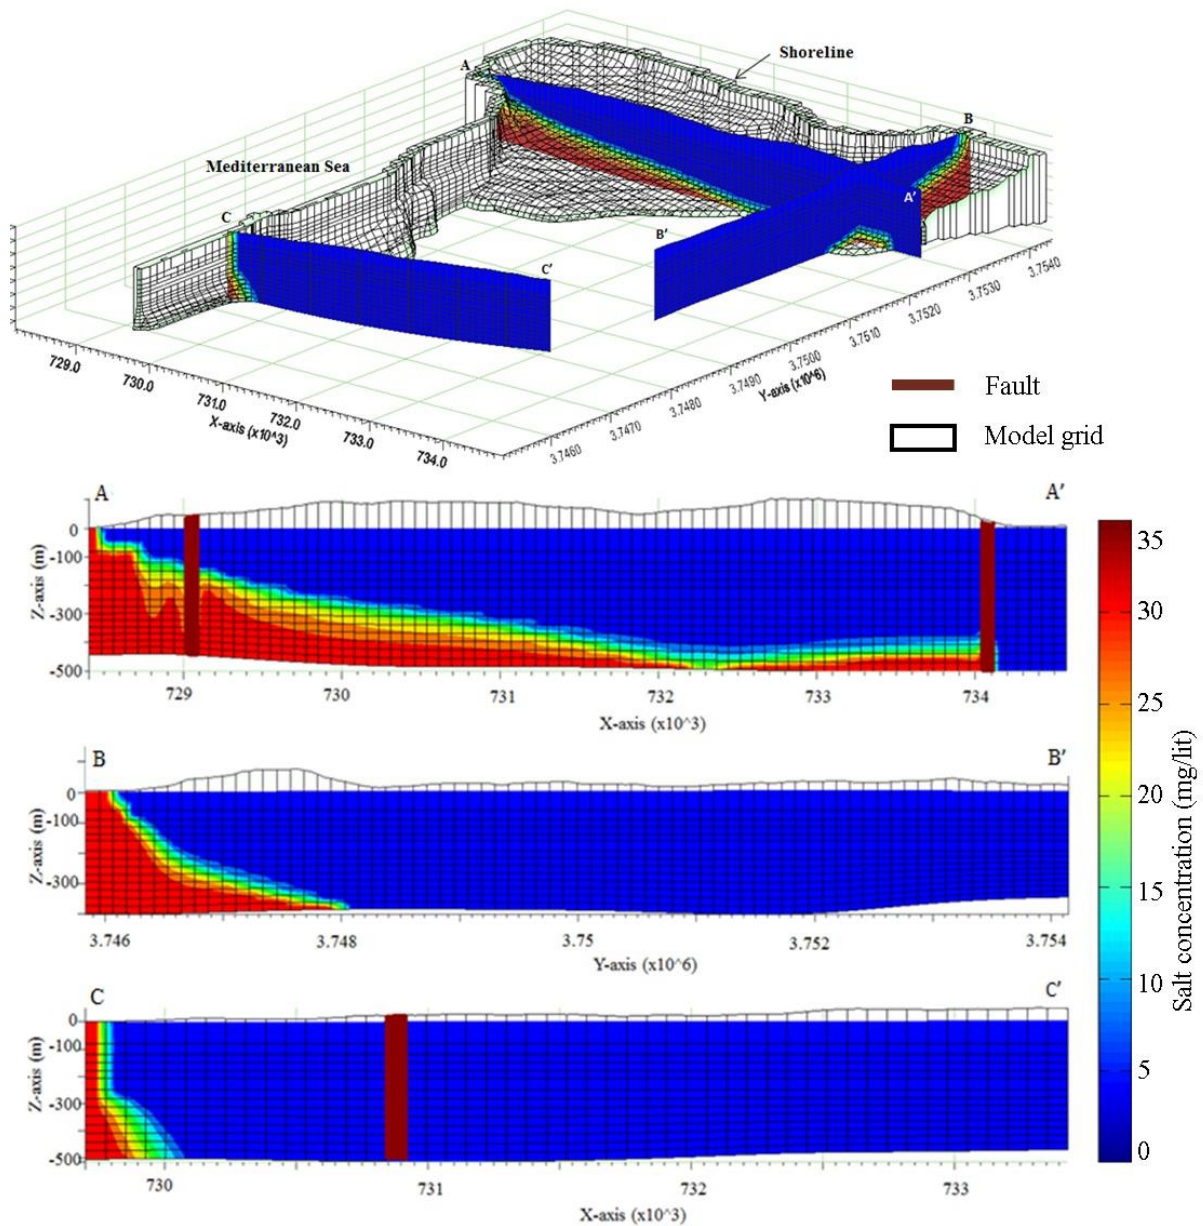 Shoreline
A
B
Mediterranean Sea
A'
C
B'
C'
3.7540
3.7530
3.7520
3.7510
3.7500
3.7490
3.7480
3.7470
3.7460
Y-axis (x10^6)
729.0
730.0
731.0
732.0
733.0
734.0
X-axis (x10^3)
Fault
Model grid
A A'
0
-100
-300
-500
Z-axis (m)
729 730 731 732 733 734
X-axis (x10^3)
B B'
0
-100
-300
Z-axis (m)
3.746 3.748 3.75 3.752 3.754
Y-axis (x10^6)
C C'
0
-100
-300
-500
Z-axis (m)
730 731 732 733
X-axis (x10^3)
35
30
25
20
15
10
5
0
Salt concentration (mg/lit)